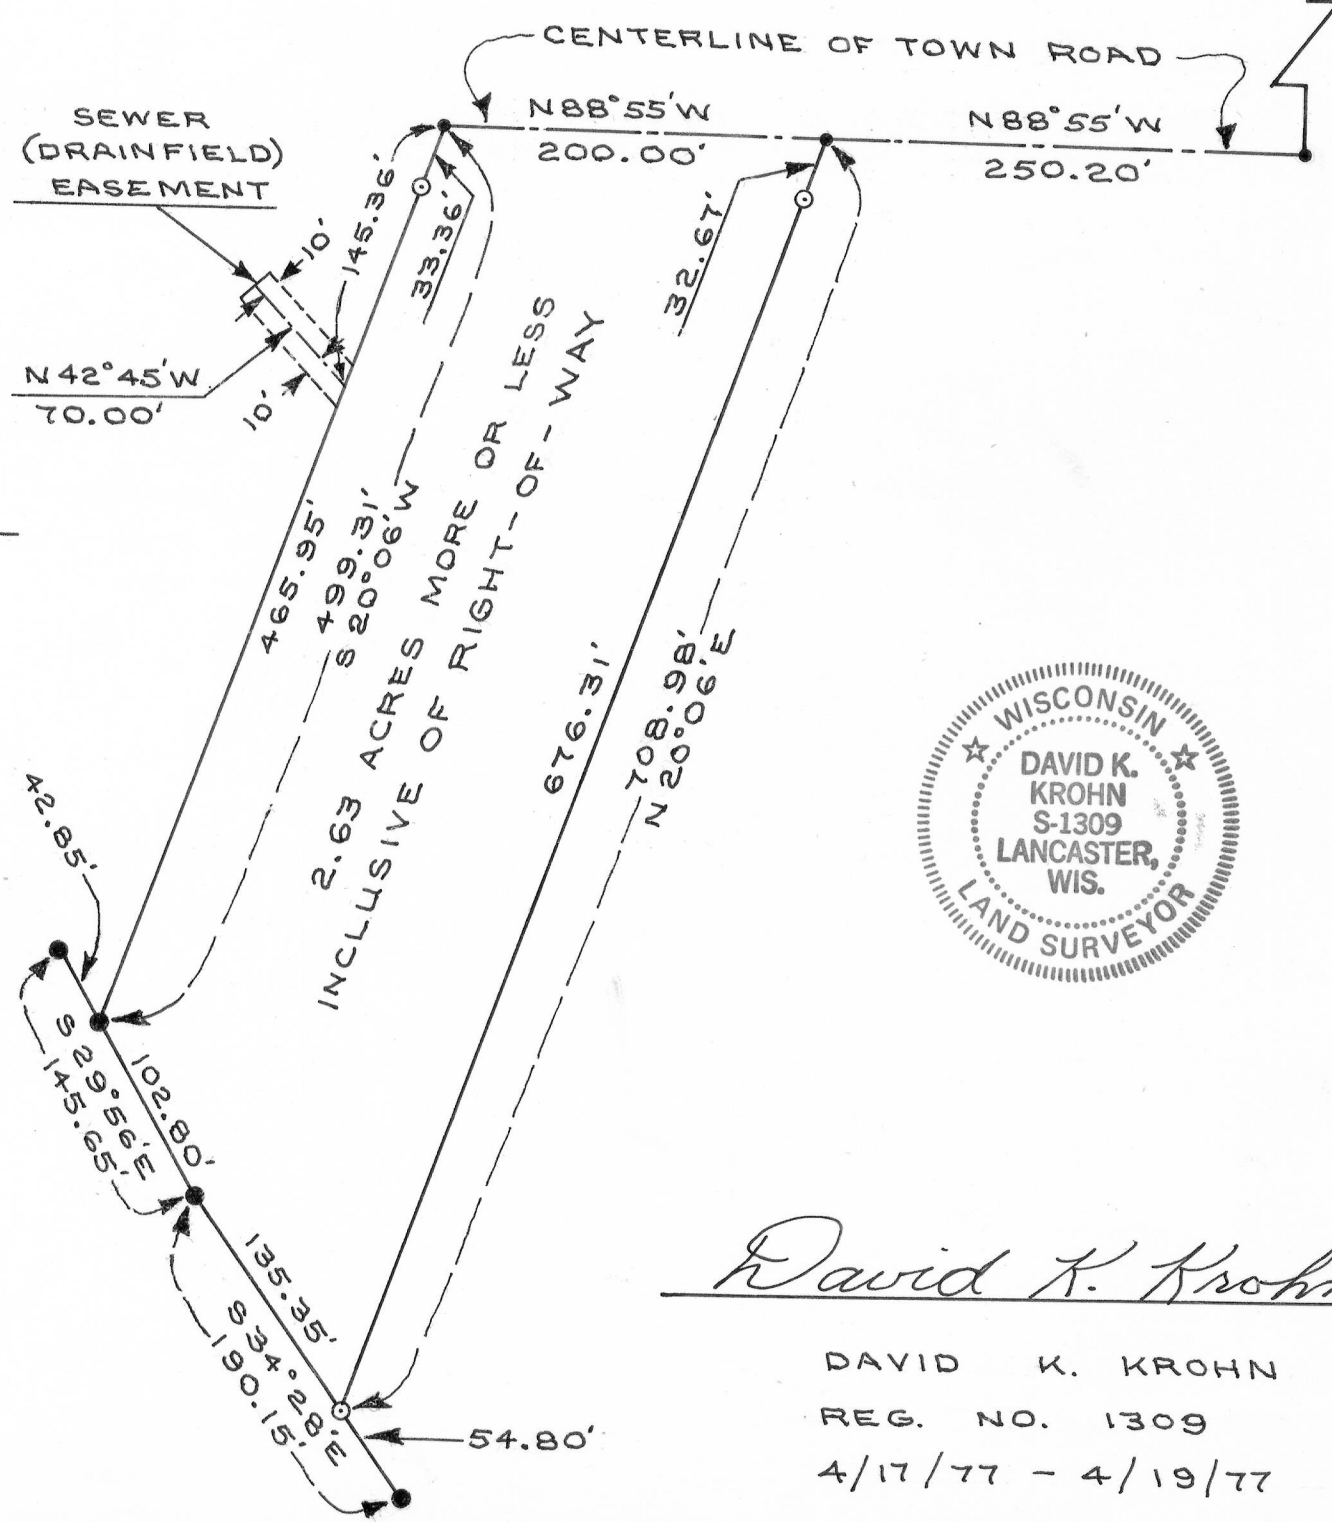 CENTERLINE OF TOWN ROAD
N88°55'W
200.00'
N88°55'W
250.20'
SEWER
(DRAINFIELD)
EASEMENT
10'
145.36'
33.36'
32.67'
N42°45'W
70.00'
10'
465.95'
499.31'
S20°06'W
2.63 ACRES MORE OR LESS
INCLUSIVE OF RIGHT-OF-WAY
676.31'
708.98'
N20°06'E
WISCONSIN
DAVID K.
KROHN
S-1309
LANCASTER,
WIS.
LAND SURVEYOR
42.85'
S29°56'E
145.65'
102.80'
135.35'
S34°28'E
190.15'
54.80'
David K. Krohn
DAVID K. KROHN
REG. NO. 1309
4/17/77 - 4/19/77